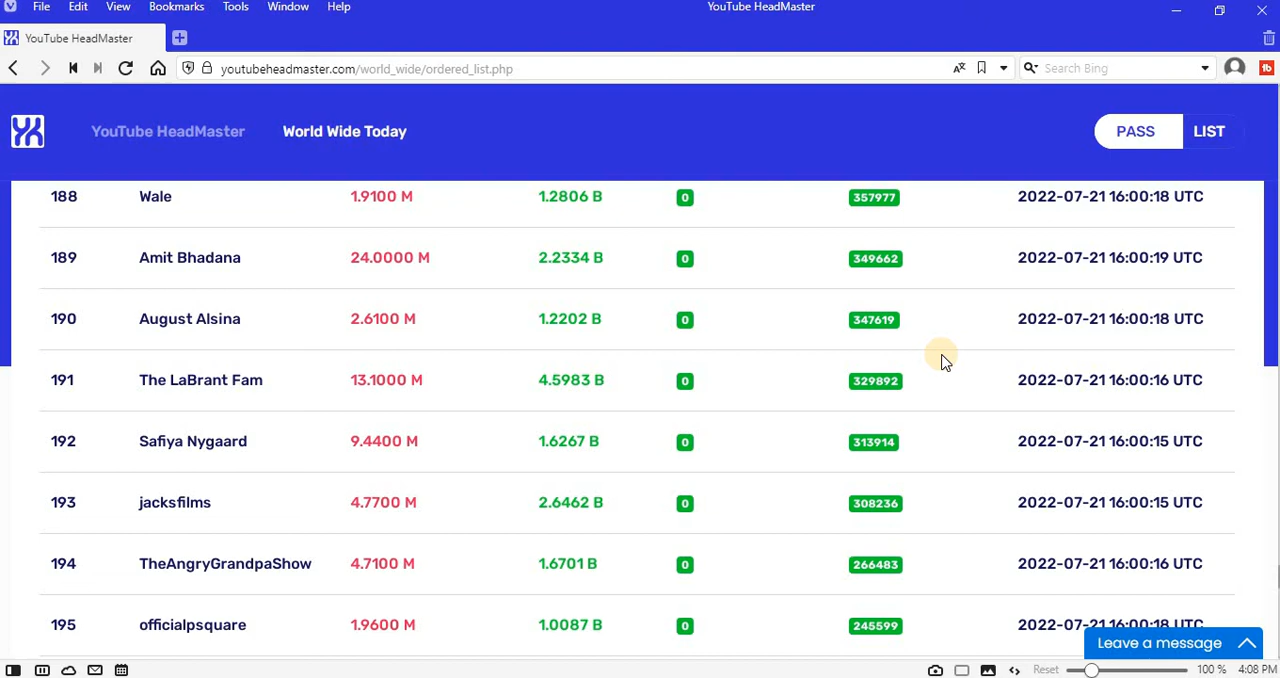 File Edit View Bookmarks Tools Window Help YouTube HeadMaster
YouTube HeadMaster
youtubeheadmaster.com/world_wide/ordered_list.php Search Bing
YouTube HeadMaster World Wide Today PASS LIST
188 Wale 1.9100 M 1.2806 B 0 357977 2022-07-21 16:00:18 UTC
189 Amit Bhadana 24.0000 M 2.2334 B 0 349662 2022-07-21 16:00:19 UTC
190 August Alsina 2.6100 M 1.2202 B 0 347619 2022-07-21 16:00:18 UTC
191 The LaBrant Fam 13.1000 M 4.5983 B 0 329892 2022-07-21 16:00:16 UTC
192 Safiya Nygaard 9.4400 M 1.6267 B 0 313914 2022-07-21 16:00:15 UTC
193 jacksfilms 4.7700 M 2.6462 B 0 308236 2022-07-21 16:00:15 UTC
194 TheAngryGrandpaShow 4.7100 M 1.6701 B 0 266483 2022-07-21 16:00:16 UTC
195 officialpsquare 1.9600 M 1.0087 B 0 245599 2022-07-21 16:00:18 UTC
Leave a message
Reset 100 % 4:08 PM